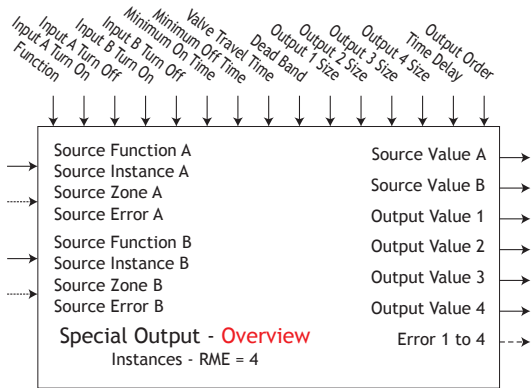 Function
Input A Turn On
Input A Turn Off
Input B Turn On
Input B Turn Off
Minimum On Time
Minimum Off Time
Valve Travel Time
Dead Band
Output 1 Size
Output 2 Size
Output 3 Size
Output 4 Size
Time Delay
Output Order
Source Function A
Source Instance A
Source Zone A
Source Error A
Source Function B
Source Instance B
Source Zone B
Source Error B
Source Value A
Source Value B
Output Value 1
Output Value 2
Output Value 3
Output Value 4
Error 1 to 4
Special Output - Overview
Instances - RME = 4